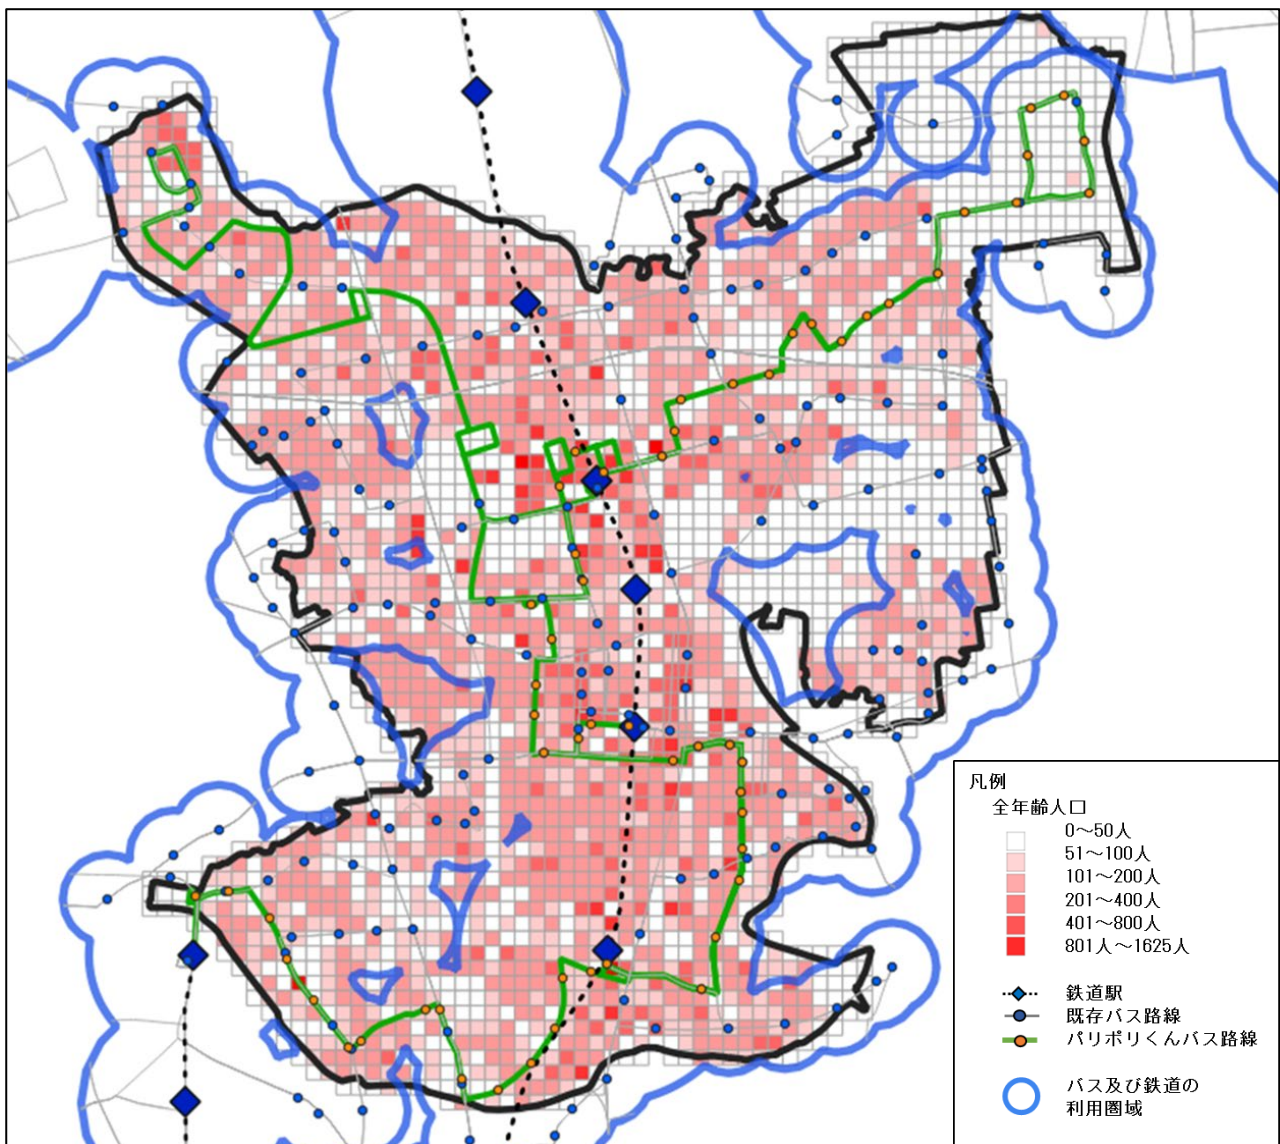 凡例
全年齢人口
0～50人
51～100人
101～200人
201～400人
401～800人
801人～1625人
鉄道駅
既存バス路線
パリポリくんバス路線
バス及び鉄道の
利用圏域